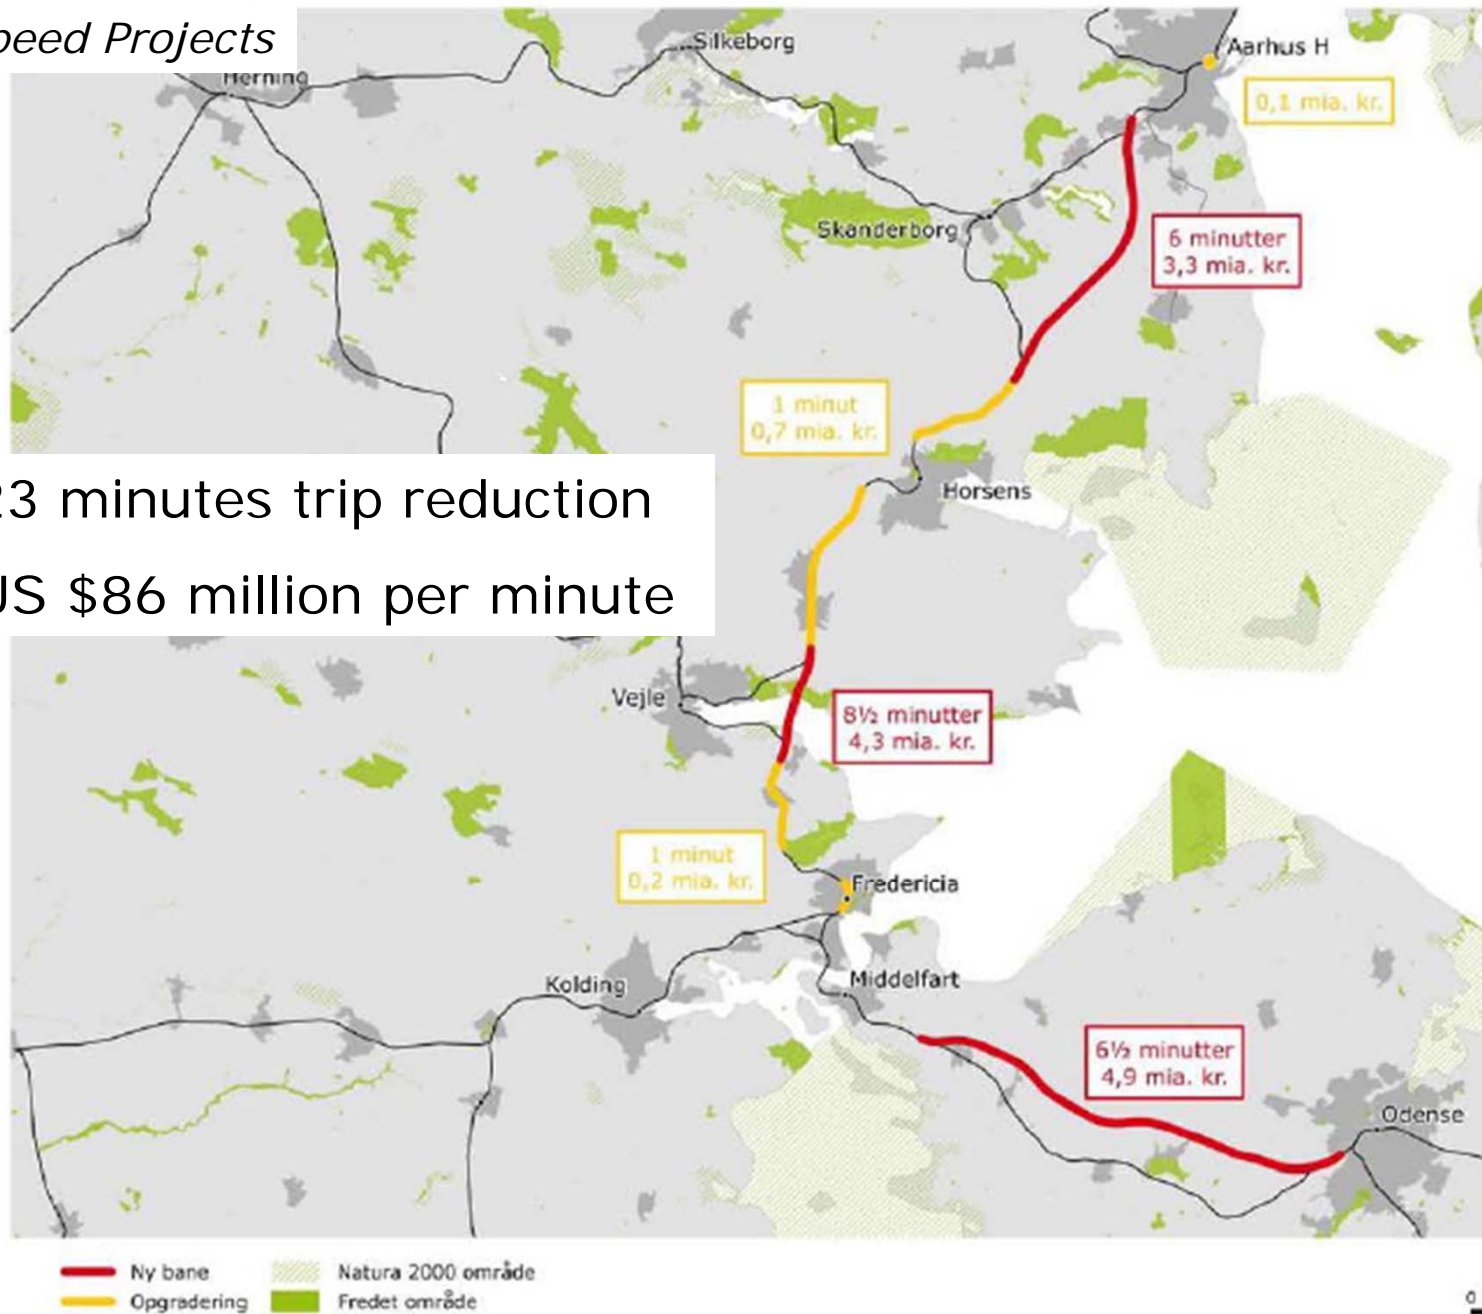 peed Projects
Herning
Silkeborg
Aarhus H
0,1 mia. kr.
Skanderborg
6 minutter
3,3 mia. kr.
1 minut
0,7 mia. kr.
Horsens
23 minutes trip reduction
US $86 million per minute
Vejle
8½ minutter
4,3 mia. kr.
1 minut
0,2 mia. kr.
Fredericia
Kolding
Middelfart
6½ minutter
4,9 mia. kr.
Odense
Ny bane
Natura 2000 område
Opgradering
Fredet område